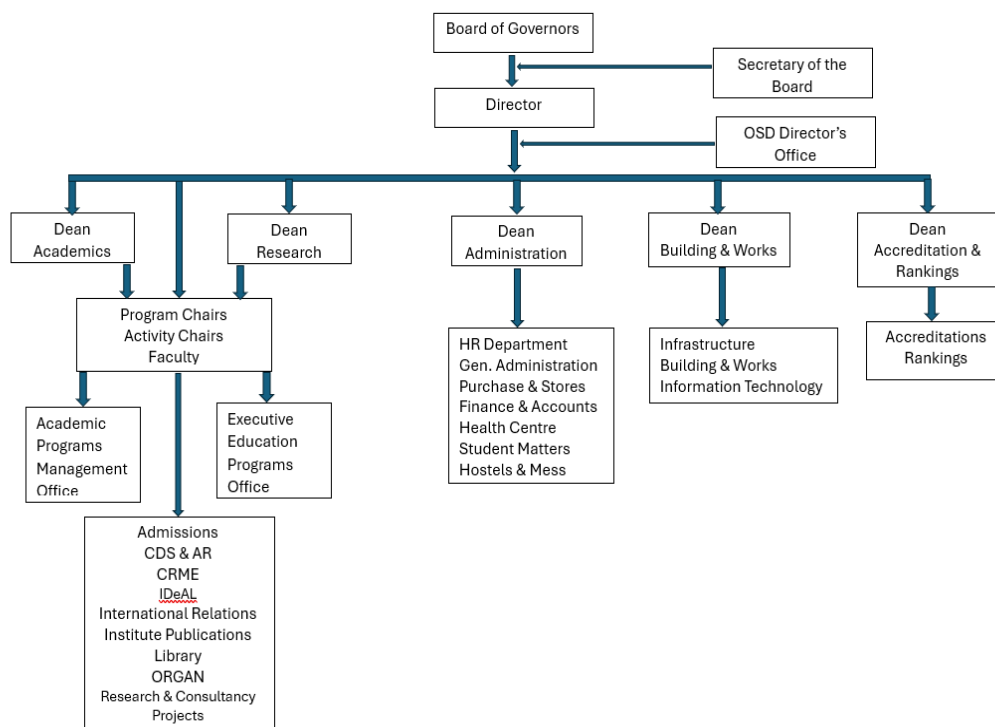 Board of Governors
Secretary of the
Board
Director
OSD Director's
Office
Dean
Academics
Dean
Research
Dean
Administration
Dean
Building & Works
Dean
Accreditation &
Rankings
Program Chairs
Activity Chairs
Faculty
HR Department
Gen. Administration
Purchase & Stores
Finance & Accounts
Health Centre
Student Matters
Hostels & Mess
Infrastructure
Building & Works
Information Technology
Accreditations
Rankings
Academic
Programs
Management
Office
Executive
Education
Programs
Office
Admissions
CDS & AR
CRME
IDeAL
International Relations
Institute Publications
Library
ORGAN
Research & Consultancy
Projects